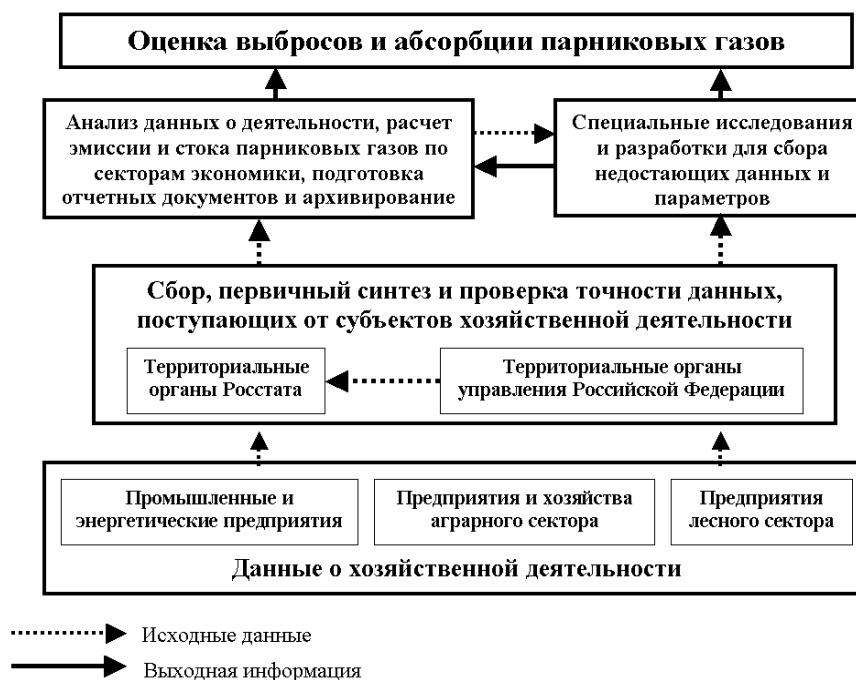 Оценка выбросов и абсорбции парниковых газов
Анализ данных о деятельности, расчет
эмиссии и стока парниковых газов по
секторам экономики, подготовка
отчетных документов и архивирование
Специальные исследования
и разработки для сбора
недостающих данных и
параметров
Сбор, первичный синтез и проверка точности данных,
поступающих от субъектов хозяйственной деятельности
Территориальные
органы Росстата
Территориальные органы
управления Российской Федерации
Промышленные и
энергетические предприятия
Предприятия и хозяйства
аграрного сектора
Предприятия
лесного сектора
Данные о хозяйственной деятельности
Исходные данные
Выходная информация